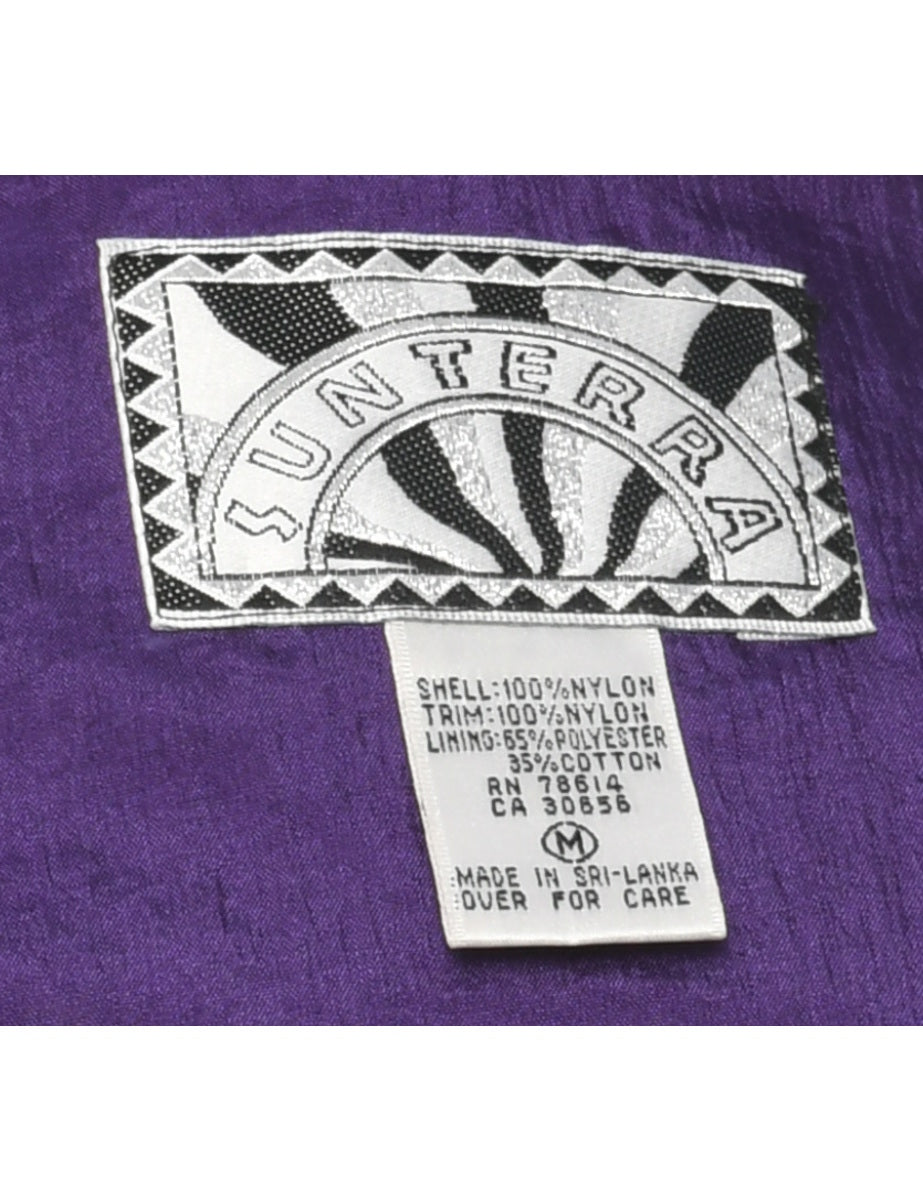 SUNTERRA
SHELL:100%NYLON
TRIM:100%NYLON
LINING:65%POLYESTER
35%COTTON
RN 78614
CA 30656
M
MADE IN SRI-LANKA
OVER FOR CARE